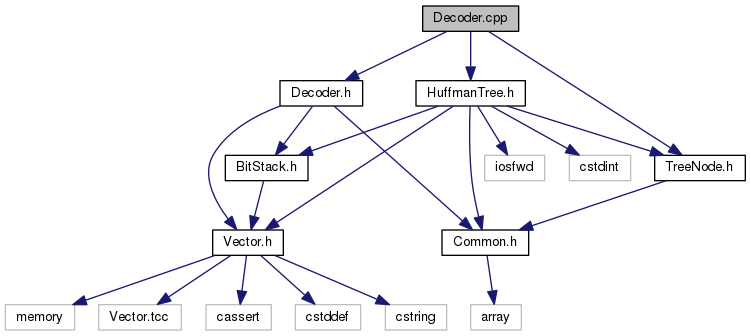 Decoder.cpp
Decoder.h
HuffmanTree.h
BitStack.h
iosfwd
cstdint
TreeNode.h
Vector.h
Common.h
memory
Vector.tcc
cassert
cstddef
cstring
array